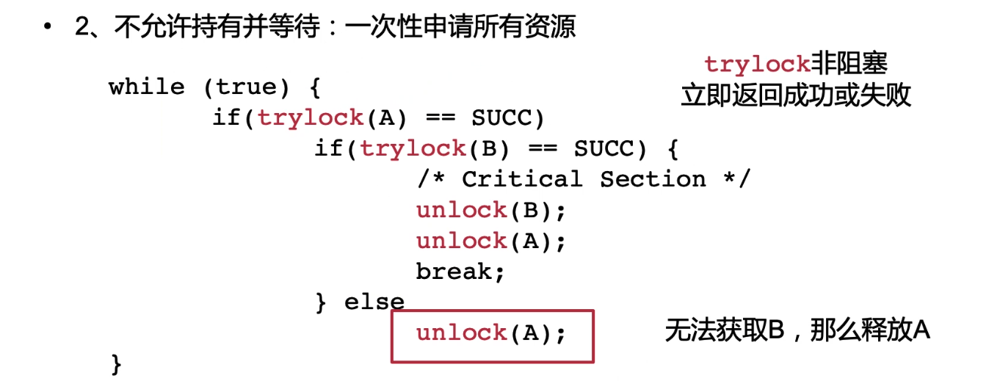 • 2、不允许持有并等待：一次性申请所有资源
trylock非阻塞
立即返回成功或失败
while (true) {
if(trylock(A) == SUCC)
if(trylock(B) == SUCC) {
/* Critical Section */
unlock(B);
unlock(A);
break;
} else
unlock(A);
无法获取B，那么释放A
}